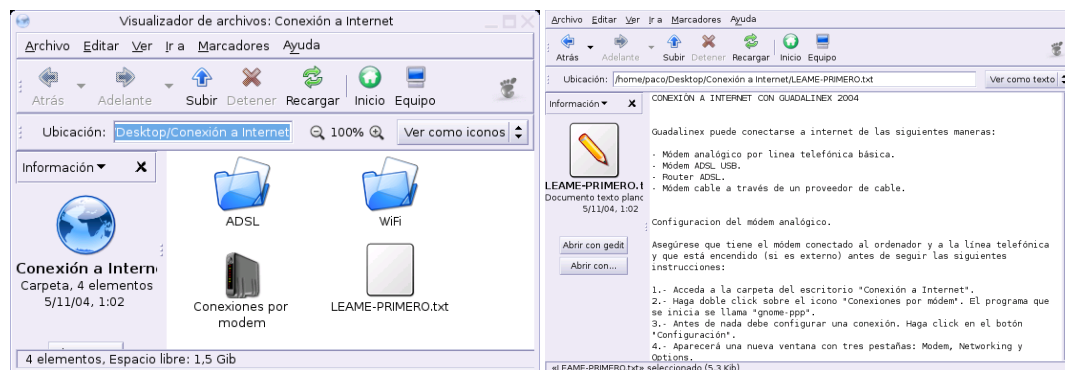 Visualizador de archivos: Conexión a Internet
Archivo Editar Ver Ir a Marcadores Ayuda
Atrás Adelante Subir Detener Recargar Inicio Equipo
Ubicación: Desktop/Conexión a Internet 100% Ver como iconos
Información
Conexión a Intern
Carpeta, 4 elementos
5/11/04, 1:02
ADSL
WiFi
Conexiones por
modem
LEAME-PRIMERO.txt
4 elementos, Espacio libre: 1,5 Gib
Archivo Editar Ver Ir a Marcadores Ayuda
Atrás Adelante Subir Detener Recargar Inicio Equipo
Ubicación: /home/paco/Desktop/Conexión a Internet/LEAME-PRIMERO.txt Ver como texto
Información
LEAME-PRIMERO.t
Documento texto planc
5/11/04, 1:02
Abrir con gedit
Abrir con...
CONEXIÓN A INTERNET CON GUADALINEX 2004
Guadalinex puede conectarse a internet de las siguientes maneras:
- Módem analógico por linea telefónica básica.
- Módem ADSL USB.
- Router ADSL.
- Módem cable a través de un proveedor de cable.
Configuracion del módem analógico.
Asegúrese que tiene el módem conectado al ordenador y a la línea telefónica
y que está encendido (si es externo) antes de seguir las siguientes
instrucciones:
1.- Acceda a la carpeta del escritorio "Conexión a Internet".
2.- Haga doble click sobre el icono "Conexiones por módem". El programa que
se inicia se llama "gnome-ppp".
3.- Antes de nada debe configurar una conexión. Haga click en el botón
"Configuración".
4.- Aparecerá una nueva ventana con tres pestañas: Modem, Networking y
Options.
«LEAME-PRIMERO.txt» seleccionado (5,3 Kib)